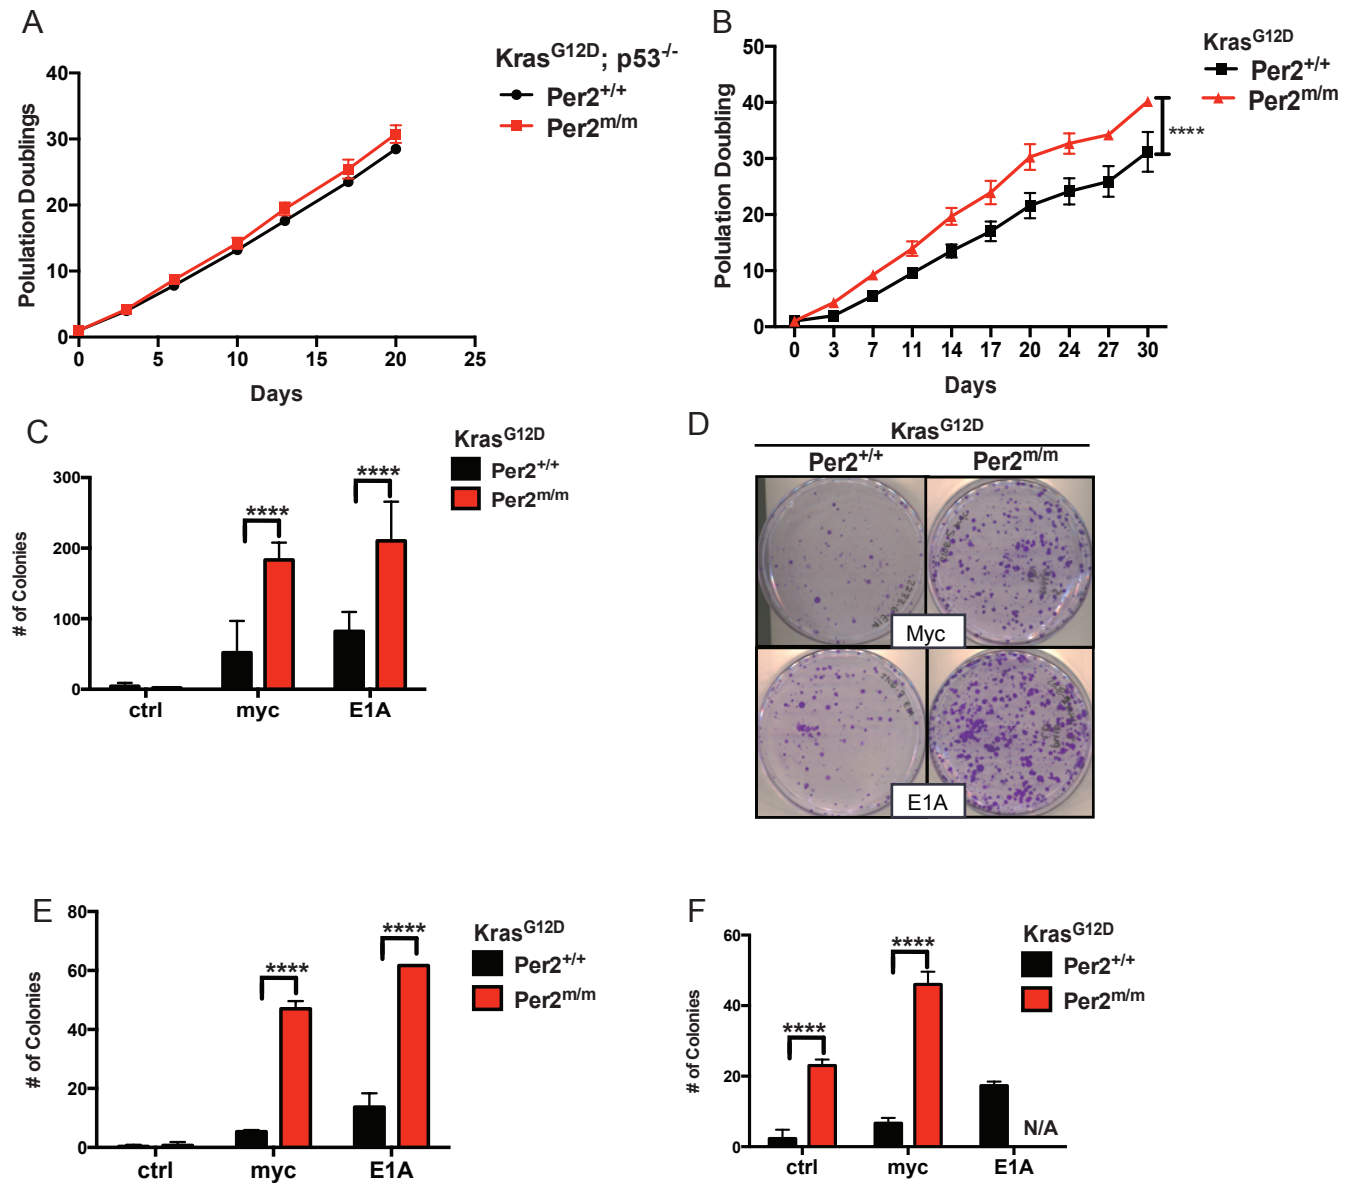 A
Kras^G12D; p53^-/-
Per2^+/+
Per2^m/m
Polulation Doublings
40
30
20
10
0
0 5 10 15 20 25
Days
B
Kras^G12D
Per2^+/+
Per2^m/m
Polulation Doubling
50
40
30
20
10
0
****
0 3 7 11 14 17 20 24 27 30
Days
C
Kras^G12D
Per2^+/+
Per2^m/m
# of Colonies
300
200
100
0
**** ****
ctrl myc E1A
D
Kras^G12D
Per2^+/+ Per2^m/m
Myc
E1A
E
Kras^G12D
Per2^+/+
Per2^m/m
# of Colonies
80
60
40
20
0
**** ****
ctrl myc E1A
F
Kras^G12D
Per2^+/+
Per2^m/m
# of Colonies
60
40
20
0
**** ****
N/A
ctrl myc E1A